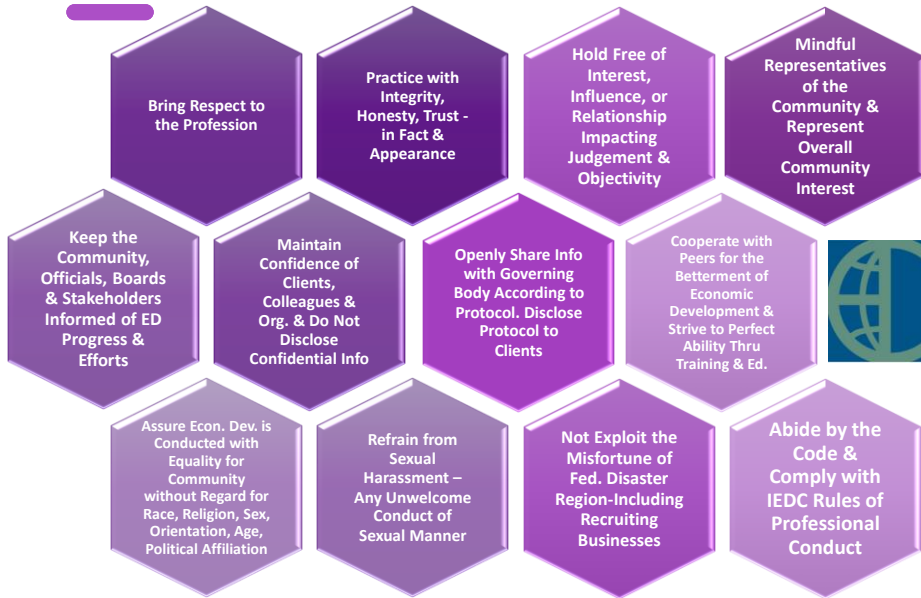 Bring Respect to
the Profession
Practice with
Integrity,
Honesty, Trust -
in Fact &
Appearance
Hold Free of
Interest,
Influence, or
Relationship
Impacting
Judgement &
Objectivity
Mindful
Representatives
of the
Community &
Represent
Overall
Community
Interest
Keep the
Community,
Officials, Boards
& Stakeholders
Informed of ED
Progress &
Efforts
Maintain
Confidence of
Clients,
Colleagues &
Org. & Do Not
Disclose
Confidential Info
Openly Share Info
with Governing
Body According to
Protocol. Disclose
Protocol to
Clients
Cooperate with
Peers for the
Betterment of
Economic
Development &
Strive to Perfect
Ability Thru
Training & Ed.
Assure Econ. Dev. is
Conducted with
Equality for
Community
without Regard for
Race, Religion, Sex,
Orientation, Age,
Political Affiliation
Refrain from
Sexual
Harassment –
Any Unwelcome
Conduct of
Sexual Manner
Not Exploit the
Misfortune of
Fed. Disaster
Region-Including
Recruiting
Businesses
Abide by the
Code &
Comply with
IEDC Rules of
Professional
Conduct